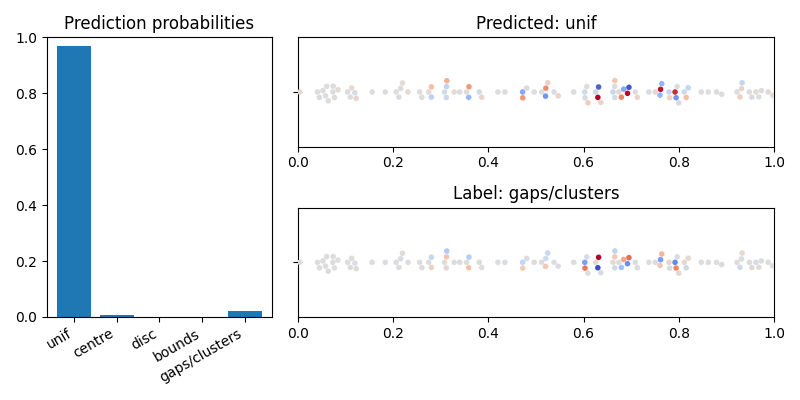 Prediction probabilities
1.0
0.8
0.6
0.4
0.2
0.0
unif
centre
disc
bounds
gaps/clusters
Predicted: unif
0.0 0.2 0.4 0.6 0.8 1.0
Label: gaps/clusters
0.0 0.2 0.4 0.6 0.8 1.0